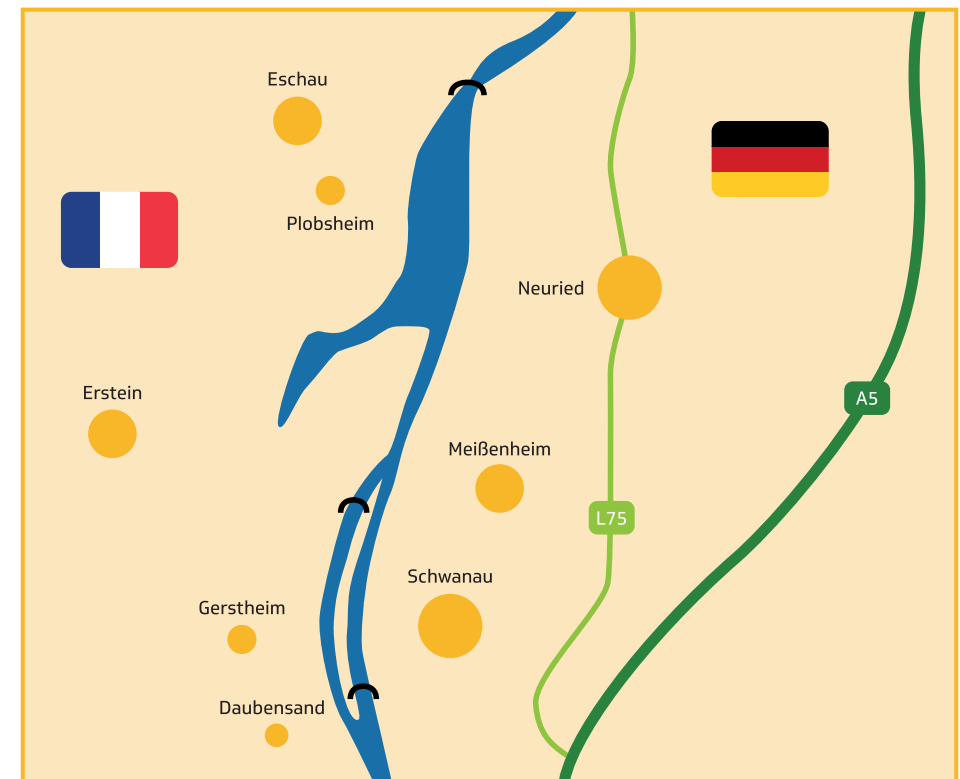 Eschau
Plobsheim
Neuried
Erstein
A5
Meißenheim
L75
Schwanau
Gerstheim
Daubensand